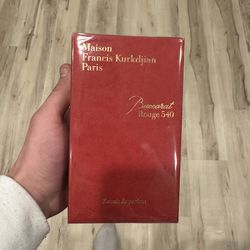 Maison
Francis Kurkdjian
Paris
Baccarat
Rouge 540
Extrait de parfum